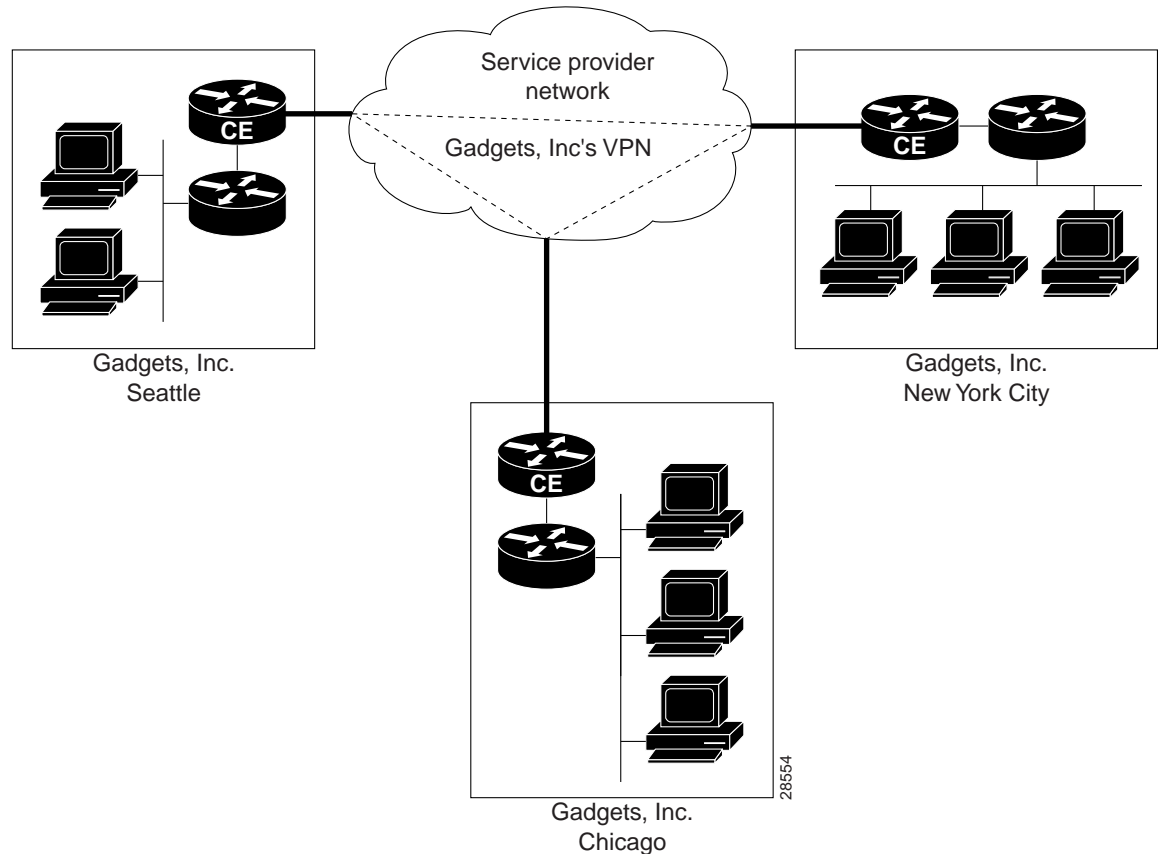 Service provider
network
Gadgets, Inc's VPN
CE
CE
Gadgets, Inc.
Seattle
Gadgets, Inc.
New York City
CE
28554
Gadgets, Inc.
Chicago